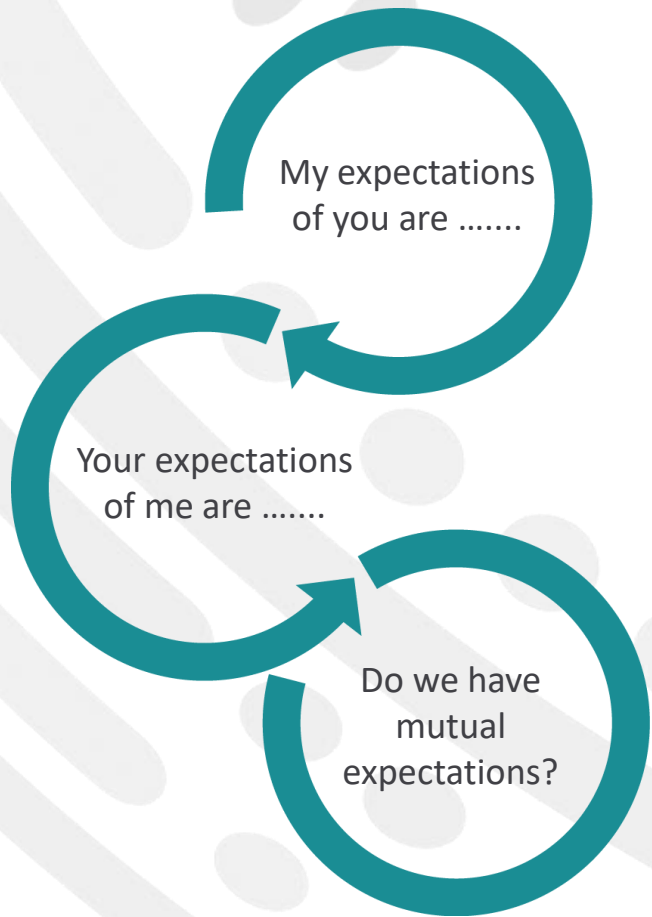 My expectations
of you are …....
Your expectations
of me are …....
Do we have
mutual
expectations?